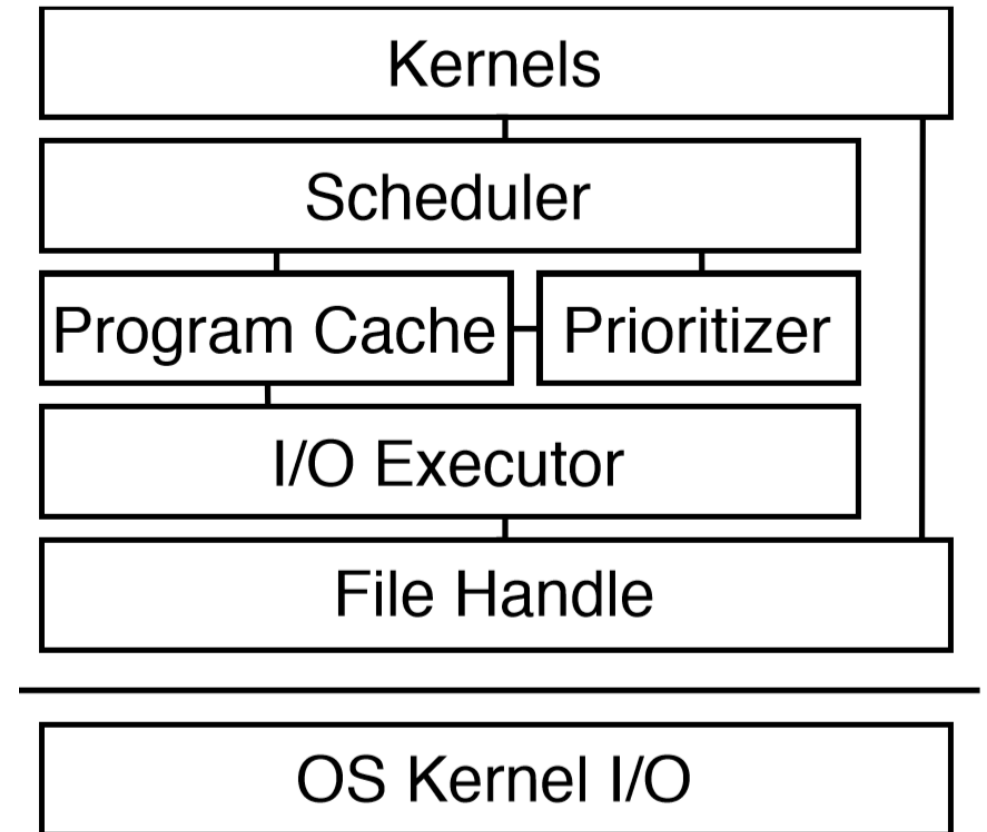 Kernels
Scheduler
Program Cache
Prioritizer
I/O Executor
File Handle
OS Kernel I/O